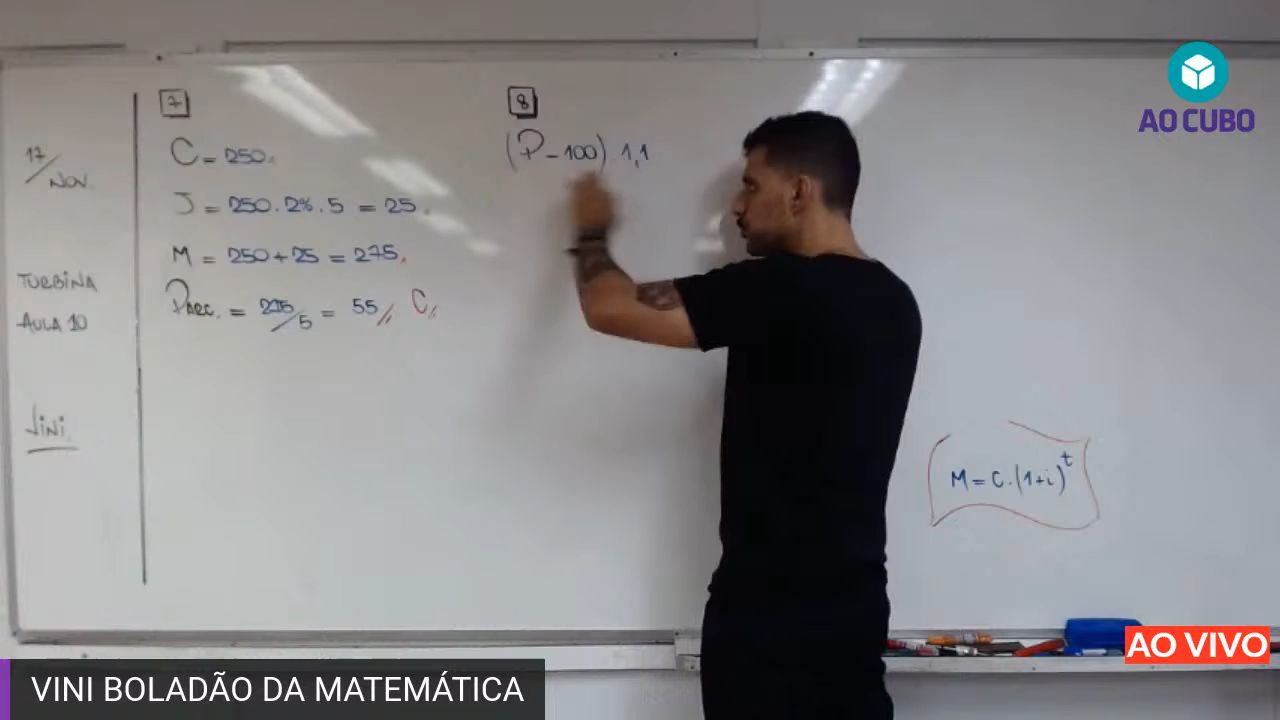 17/NOV.
TURBINA
AULA 10
Vini
7
C = 250.
J = 250.2%.5 = 25.
M = 250+25 = 275.
PARC. = 275/5 = 55// C//
8
(P-100).1,1
M = C.(1+i)^t
AO CUBO
AO VIVO
VINI BOLADÃO DA MATEMÁTICA